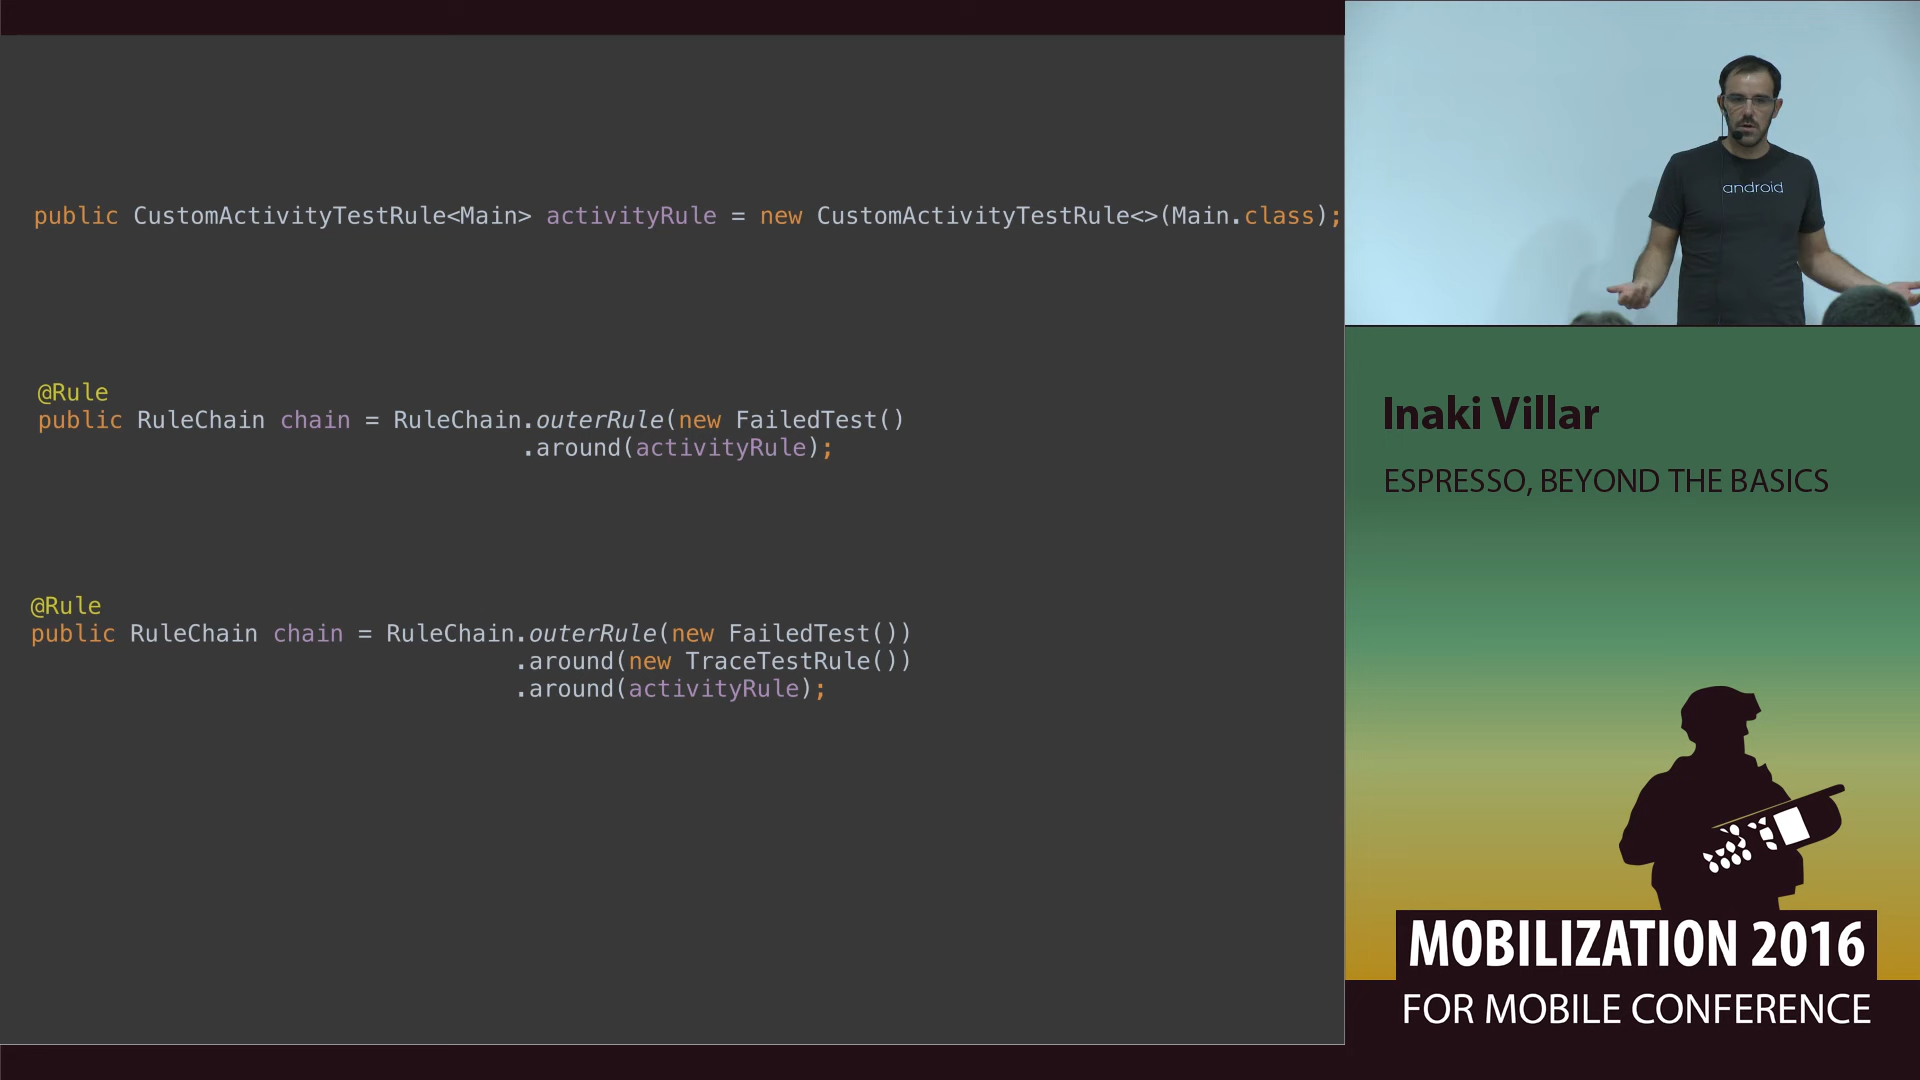 public CustomActivityTestRule<Main> activityRule = new CustomActivityTestRule<>(Main.class);
@Rule
public RuleChain chain = RuleChain.outerRule(new FailedTest()
.around(activityRule);
@Rule
public RuleChain chain = RuleChain.outerRule(new FailedTest())
.around(new TraceTestRule())
.around(activityRule);
android
Inaki Villar
ESPRESSO, BEYOND THE BASICS
MOBILIZATION 2016
FOR MOBILE CONFERENCE